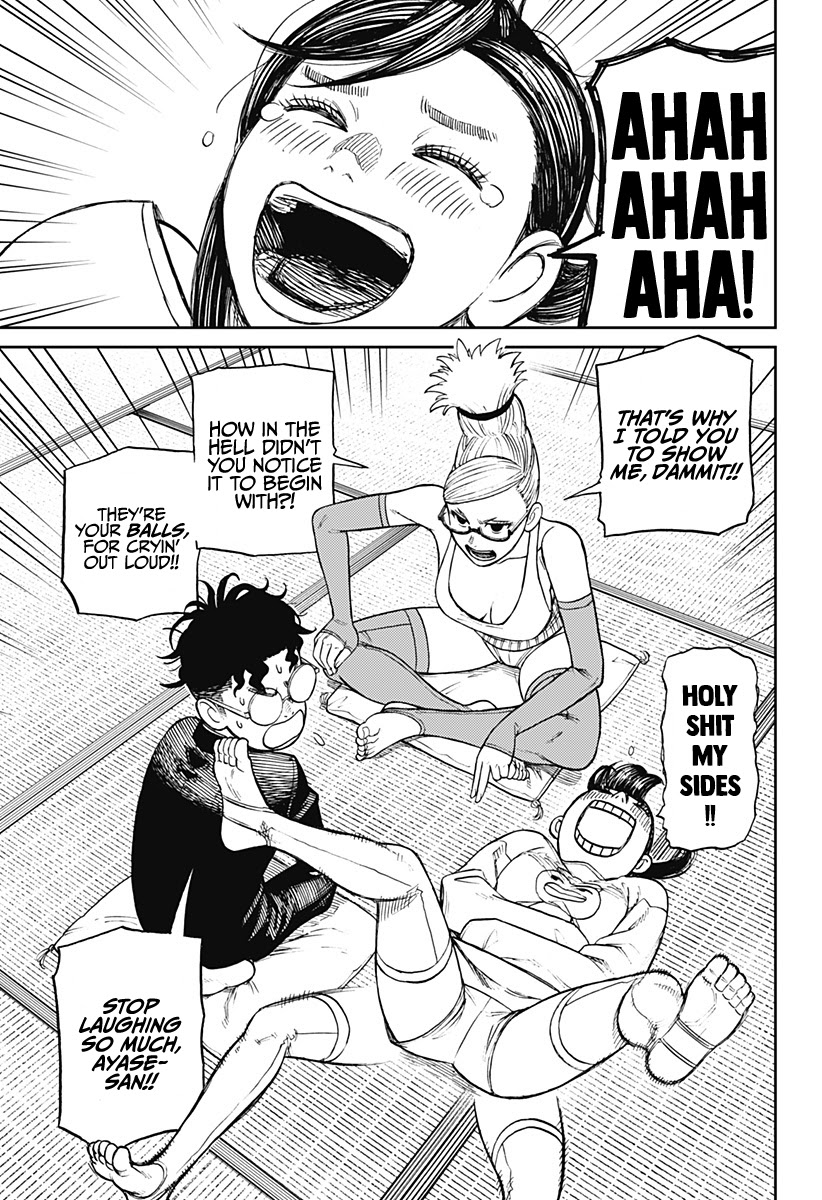 AHAH
AHAH
AHA!
THAT'S WHY
I TOLD YOU
TO SHOW
ME, DAMMIT!!
HOW IN THE
HELL DIDN'T
YOU NOTICE
IT TO BEGIN
WITH?!
THEY'RE
YOUR BALLS,
FOR CRYIN'
OUT LOUD!!
HOLY
SHIT
MY
SIDES
!!
STOP
LAUGHING
SO MUCH,
AYASE-
SAN!!